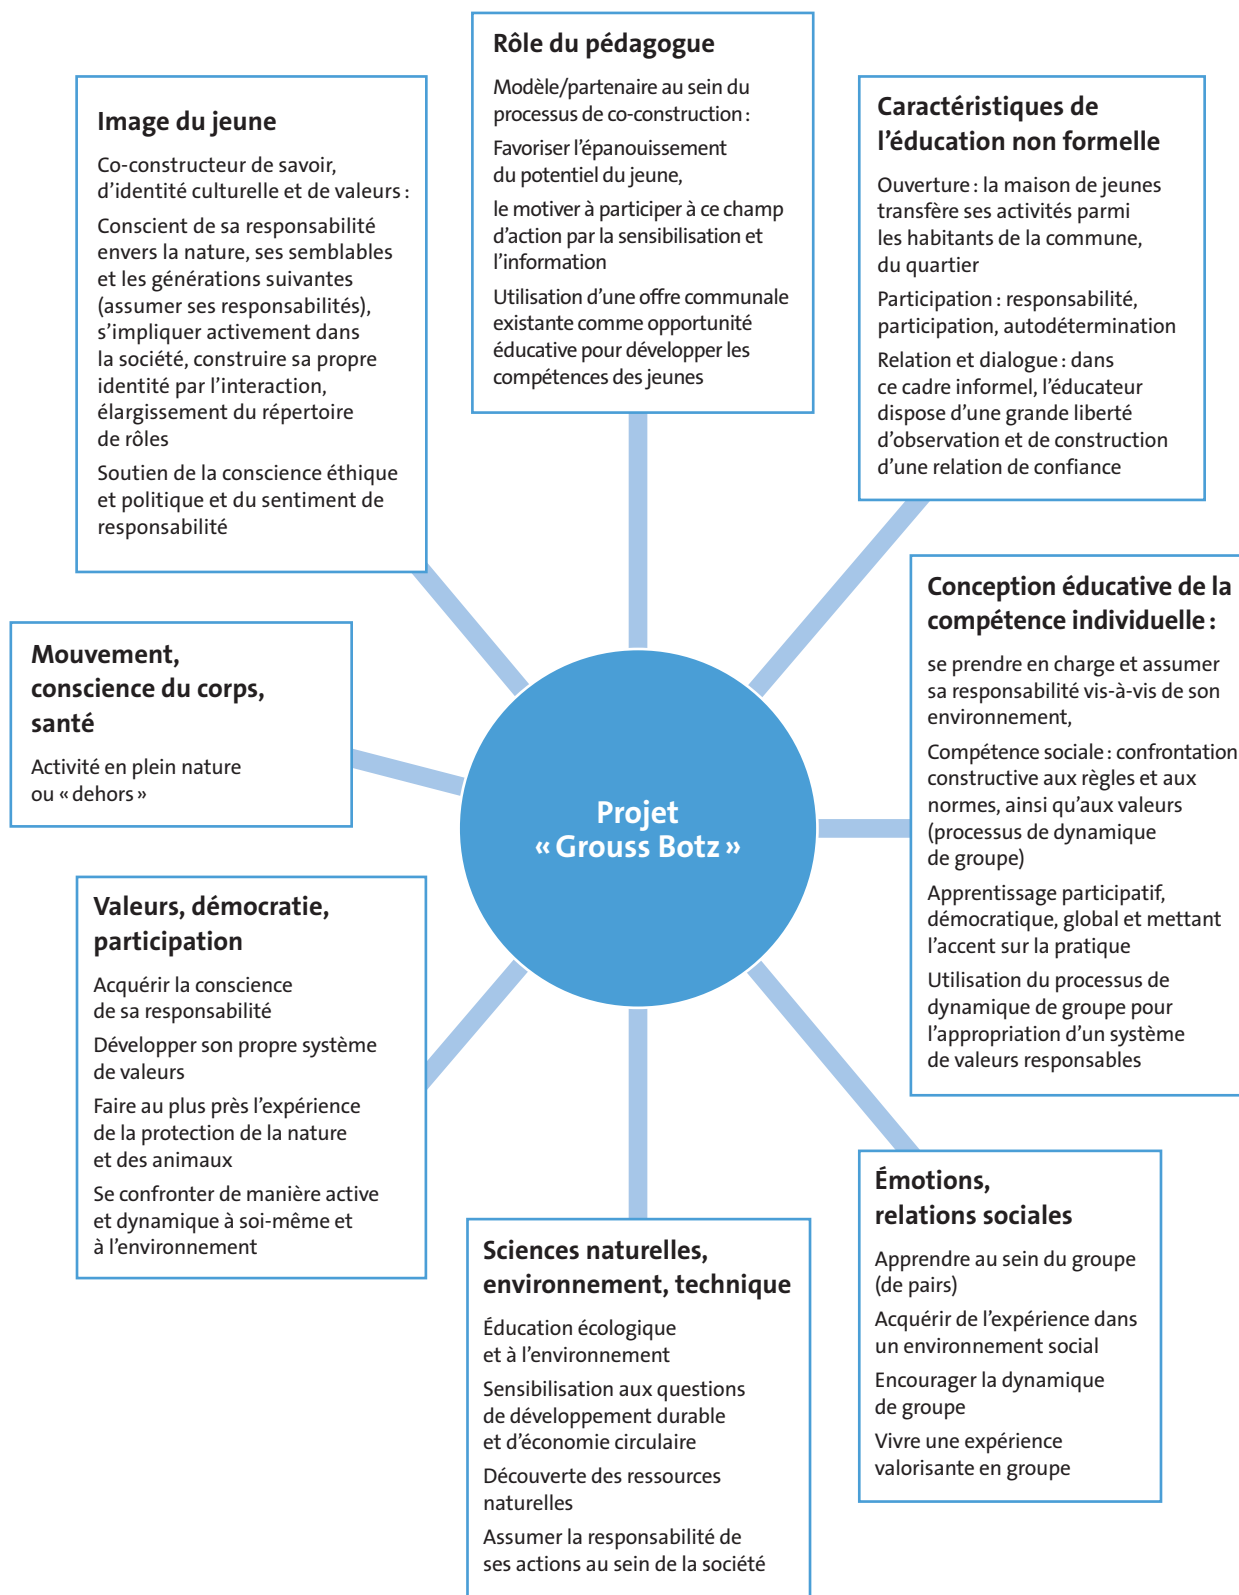 Rôle du pédagogue
Modèle/partenaire au sein du
processus de co-construction :
Favoriser l’épanouissement
du potentiel du jeune,
le motiver à participer à ce champ
d’action par la sensibilisation et
l’information
Utilisation d’une offre communale
existante comme opportunité
éducative pour développer les
compétences des jeunes
Image du jeune
Co-constructeur de savoir,
d’identité culturelle et de valeurs :
Conscient de sa responsabilité
envers la nature, ses semblables
et les générations suivantes
(assumer ses responsabilités),
s’impliquer activement dans
la société, construire sa propre
identité par l’interaction,
élargissement du répertoire
de rôles
Soutien de la conscience éthique
et politique et du sentiment de
responsabilité
Caractéristiques de
l’éducation non formelle
Ouverture : la maison de jeunes
transfère ses activités parmi
les habitants de la commune,
du quartier
Participation : responsabilité,
participation, autodétermination
Relation et dialogue : dans
ce cadre informel, l’éducateur
dispose d’une grande liberté
d’observation et de construction
d’une relation de confiance
Conception éducative de la
compétence individuelle :
se prendre en charge et assumer
sa responsabilité vis-à-vis de son
environnement,
Compétence sociale : confrontation
constructive aux règles et aux
normes, ainsi qu’aux valeurs
(processus de dynamique
de groupe)
Apprentissage participatif,
démocratique, global et mettant
l’accent sur la pratique
Utilisation du processus de
dynamique de groupe pour
l’appropriation d’un système
de valeurs responsables
Mouvement,
conscience du corps,
santé
Activité en plein nature
ou « dehors »
Projet
« Grouss Botz »
Valeurs, démocratie,
participation
Acquérir la conscience
de sa responsabilité
Développer son propre système
de valeurs
Faire au plus près l’expérience
de la protection de la nature
et des animaux
Se confronter de manière active
et dynamique à soi-même et
à l’environnement
Sciences naturelles,
environnement, technique
Éducation écologique
et à l’environnement
Sensibilisation aux questions
de développement durable
et d’économie circulaire
Découverte des ressources
naturelles
Assumer la responsabilité de
ses actions au sein de la société
Émotions,
relations sociales
Apprendre au sein du groupe
(de pairs)
Acquérir de l’expérience dans
un environnement social
Encourager la dynamique
de groupe
Vivre une expérience
valorisante en groupe